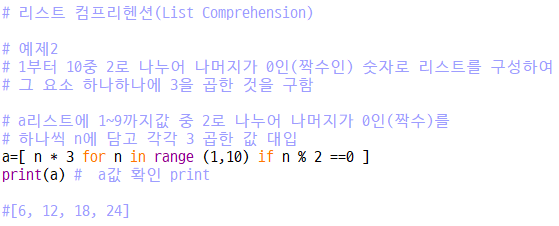 # 리스트 컴프리헨션(List Comprehension)
# 예제2
# 1부터 10중 2로 나누어 나머지가 0인(짝수인) 숫자로 리스트를 구성하여
# 그 요소 하나하나에 3을 곱한 것을 구함
# a리스트에 1~9까지값 중 2로 나누어 나머지가 0인(짝수)를
# 하나씩 n에 담고 각각 3 곱한 값 대입
a=[ n * 3 for n in range (1,10) if n % 2 ==0 ]
print(a) #  a값 확인 print
#[6, 12, 18, 24]